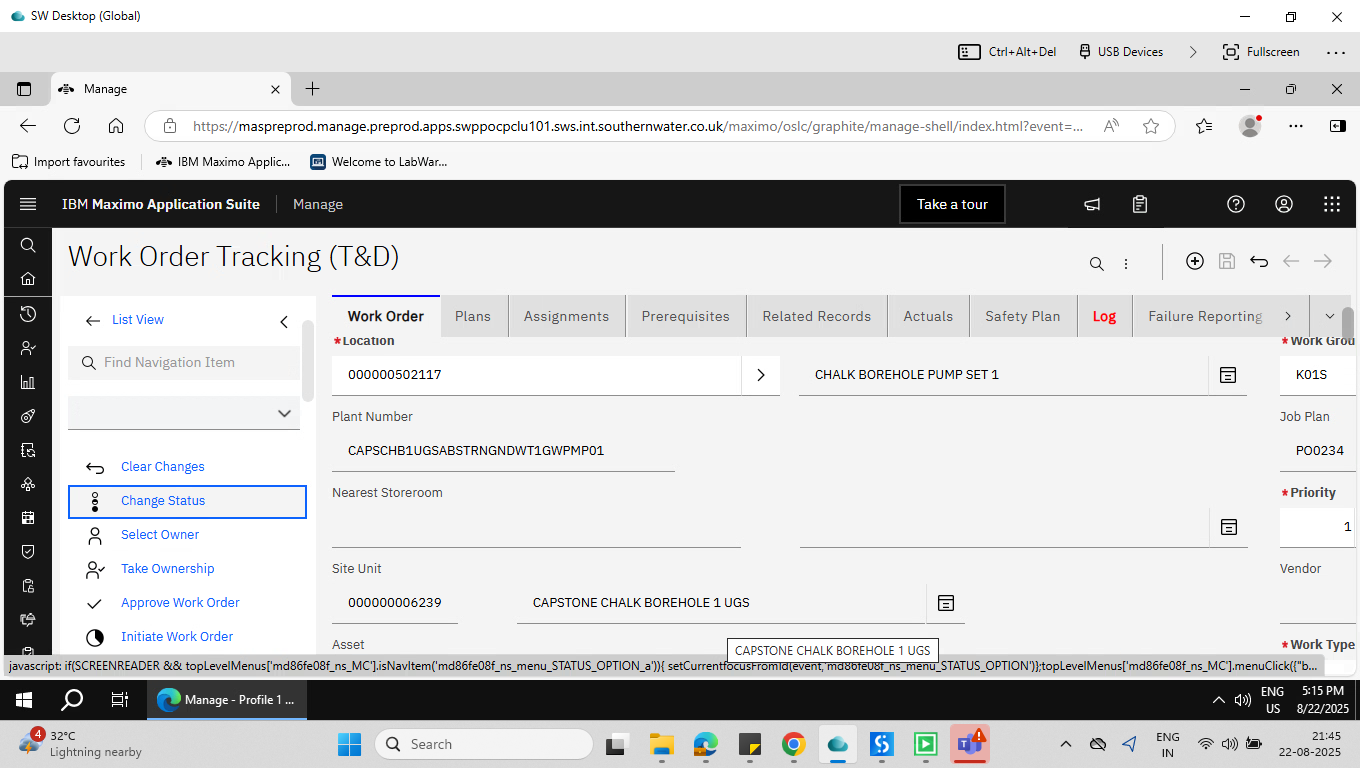 SW Desktop (Global)
Ctrl+Alt+Del
USB Devices
Fullscreen
Manage
https://maspreprod.manage.preprod.apps.swppocpclu101.sws.int.southernwater.co.uk/maximo/oslc/graphite/manage-shell/index.html?event=...
Import favourites
IBM Maximo Applic...
Welcome to LabWar...
IBM Maximo Application Suite
Manage
Take a tour
Work Order Tracking (T&D)
List View
Find Navigation Item
Clear Changes
Change Status
Select Owner
Take Ownership
Approve Work Order
Initiate Work Order
Work Order
Plans
Assignments
Prerequisites
Related Records
Actuals
Safety Plan
Log
Failure Reporting
*Location
*Work Grou
000000502117
CHALK BOREHOLE PUMP SET 1
K01S
Plant Number
Job Plan
CAPSCHB1UGSABSTRNGNDWT1GWPMP01
PO0234
Nearest Storeroom
*Priority
1
Site Unit
Vendor
000000006239
CAPSTONE CHALK BOREHOLE 1 UGS
Asset
*Work Type
CAPSTONE CHALK BOREHOLE 1 UGS
javascript: if(SCREENREADER && topLevelMenus['md86fe08f_ns_MC'].isNavItem('md86fe08f_ns_menu_STATUS_OPTION_a')){ setCurrentfocusFromId(event,'md86fe08f_ns_menu_STATUS_OPTION')};topLevelMenus['md86fe08f_ns_MC'].menuClick({"b...
Manage - Profile 1 ...
ENG
US
5:15 PM
8/22/2025
4
32°C
Lightning nearby
Search
ENG
IN
21:45
22-08-2025